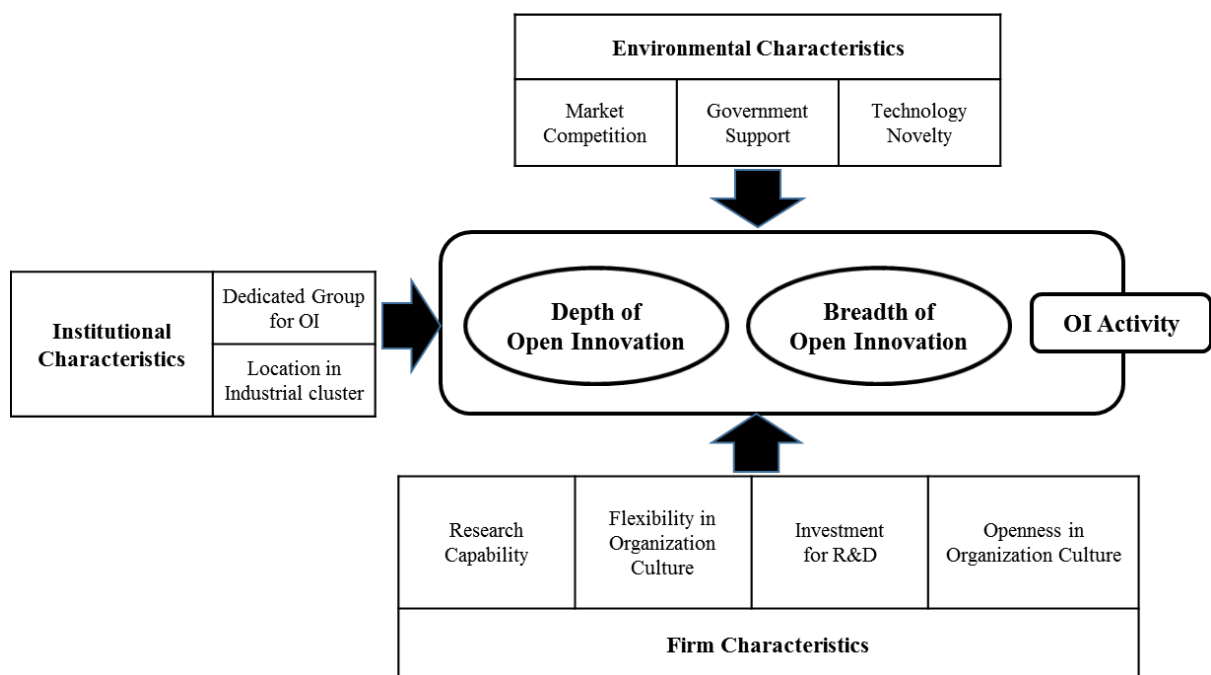 Environmental Characteristics
Market
Competition
Government
Support
Technology
Novelty
Institutional
Characteristics
Dedicated Group
for OI
Location in
Industrial cluster
Depth of
Open Innovation
Breadth of
Open Innovation
OI Activity
Research
Capability
Flexibility in
Organization
Culture
Investment
for R&D
Openness in
Organization Culture
Firm Characteristics